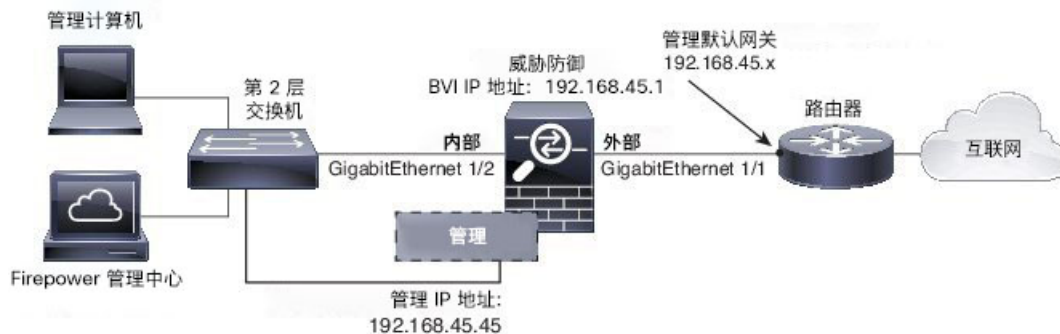 管理计算机
第 2 层
交换机
威胁防御
BVI IP 地址: 192.168.45.1
管理默认网关
192.168.45.x
路由器
内部
外部
GigabitEthernet 1/2
GigabitEthernet 1/1
互联网
管理
Firepower 管理中心
管理 IP 地址:
192.168.45.45